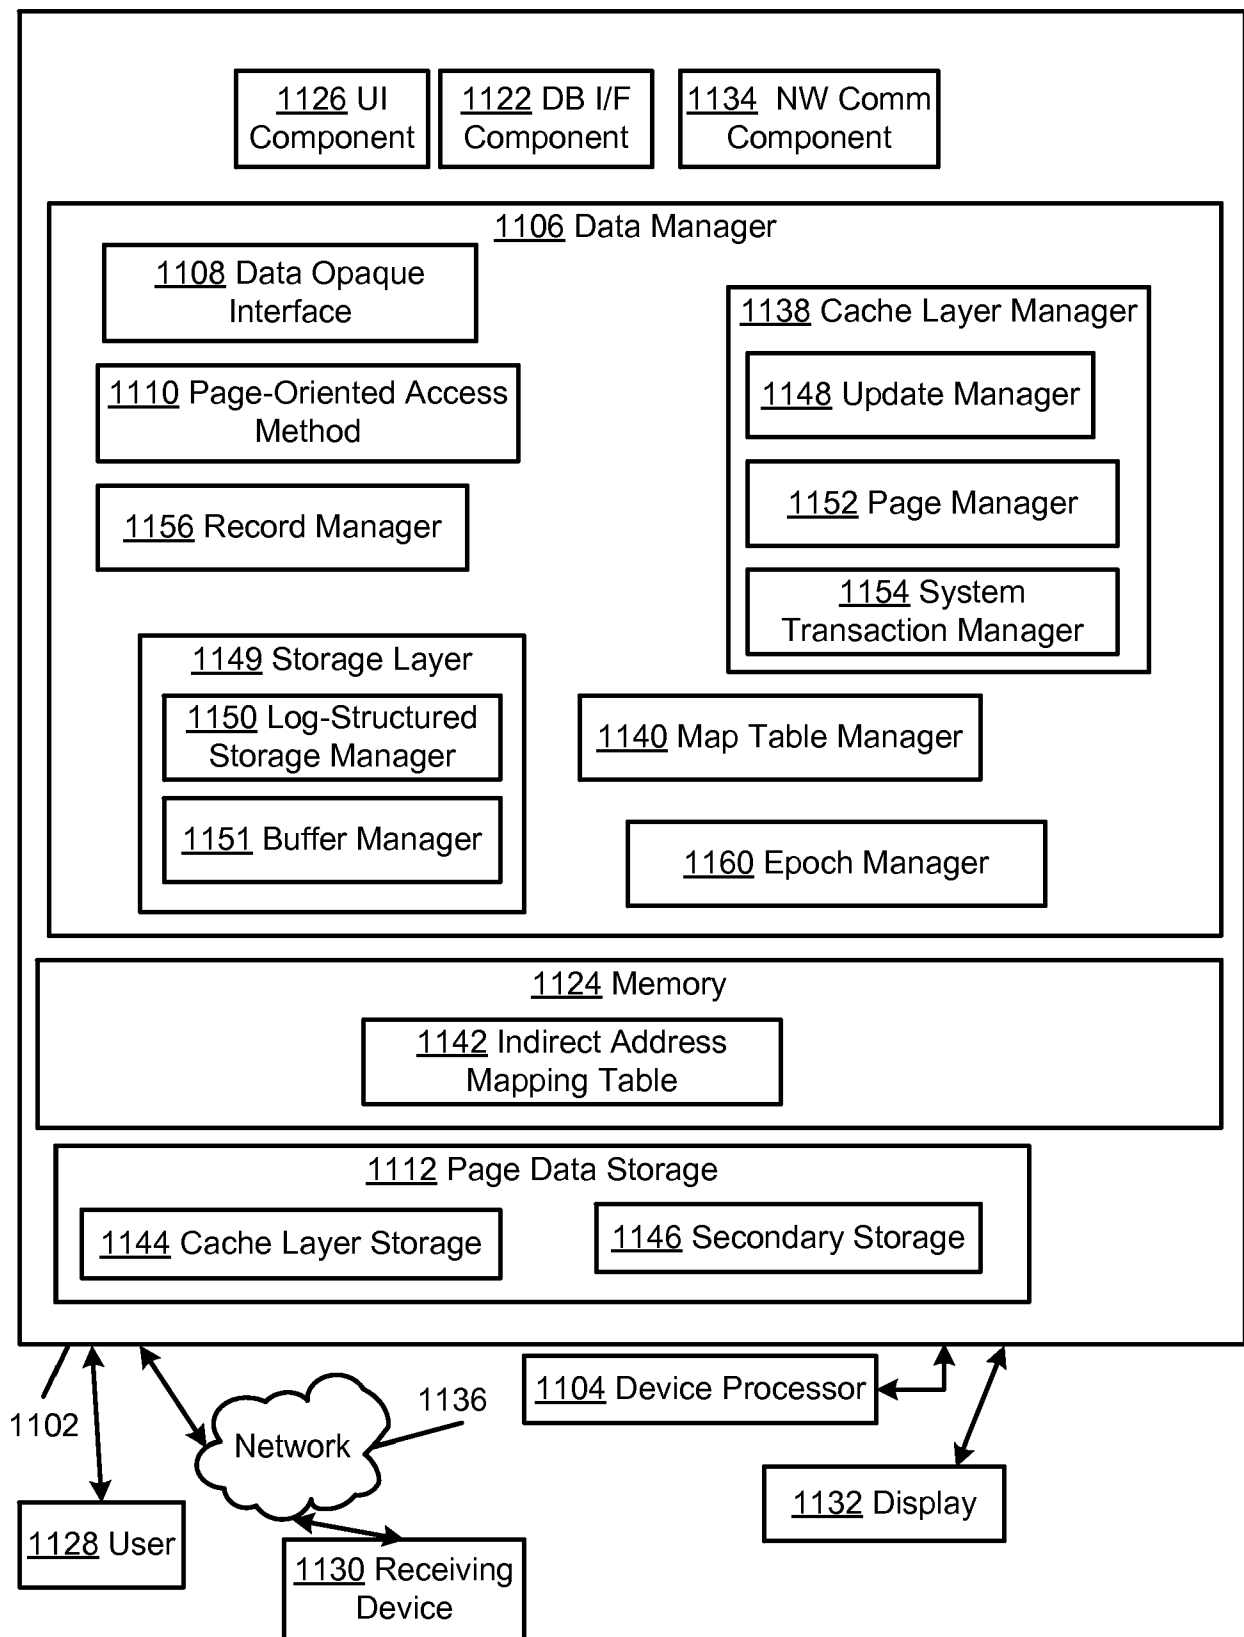 1126 UI
Component
1122 DB I/F
Component
1134 NW Comm
Component
1106 Data Manager
1108 Data Opaque
Interface
1110 Page-Oriented Access
Method
1156 Record Manager
1138 Cache Layer Manager
1148 Update Manager
1152 Page Manager
1154 System
Transaction Manager
1149 Storage Layer
1150 Log-Structured
Storage Manager
1151 Buffer Manager
1140 Map Table Manager
1160 Epoch Manager
1124 Memory
1142 Indirect Address
Mapping Table
1112 Page Data Storage
1144 Cache Layer Storage
1146 Secondary Storage
1102
Network
1136
1104 Device Processor
1128 User
1130 Receiving
Device
1132 Display